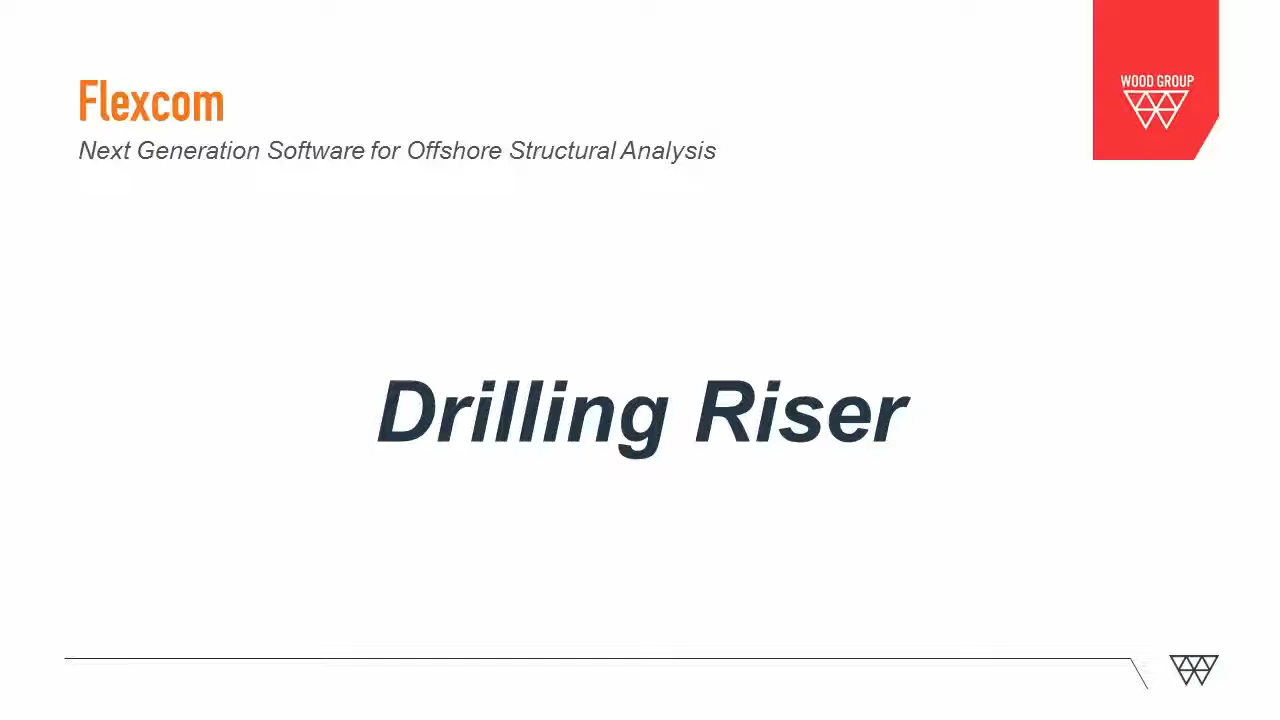 Flexcom
Next Generation Software for Offshore Structural Analysis
WOOD GROUP
Drilling Riser